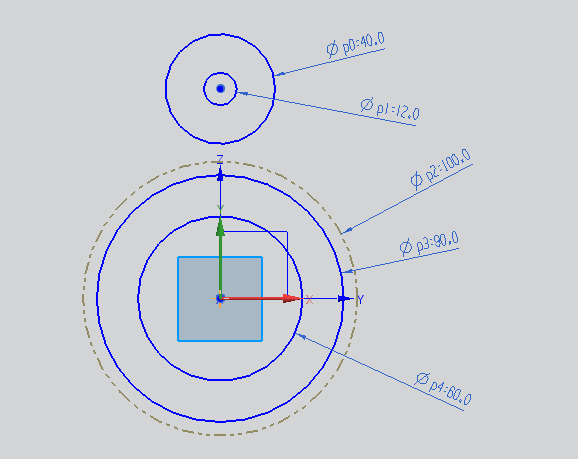 Ø p0=40.0
Ø p1=12.0
Z
Ø p2=100.0
Y
Ø p3=90.0
X
Y
Ø p4=60.0